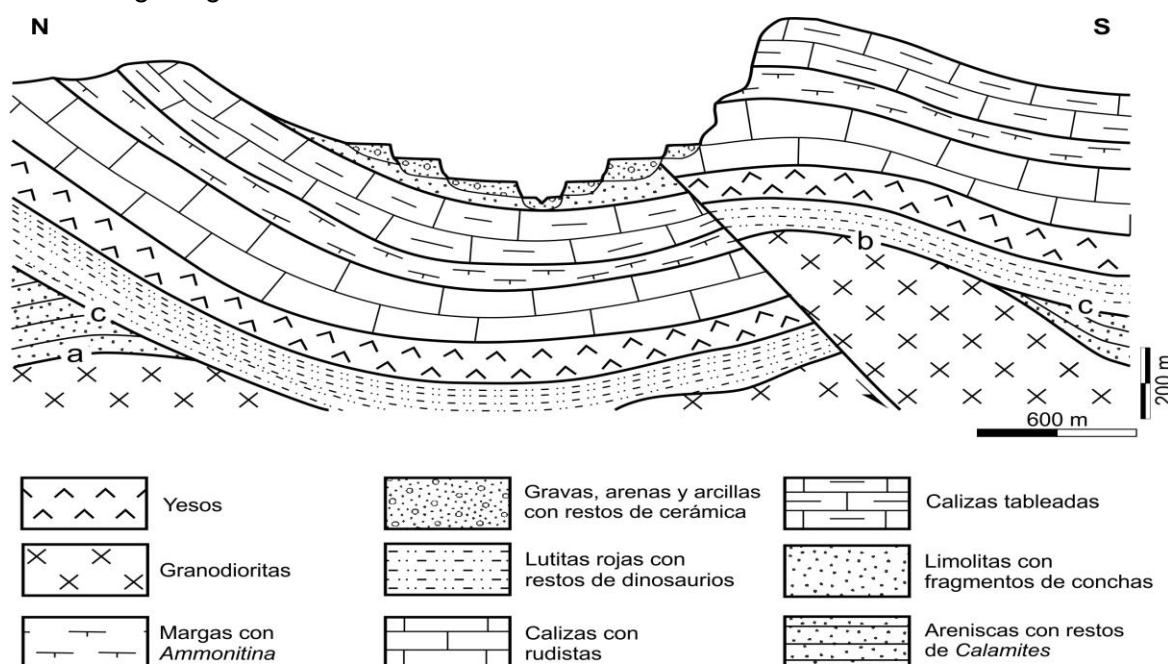 N
S
b
c
c
a
200 m
600 m
Yesos
Gravas, arenas y arcillas
con restos de cerámica
Calizas tableadas
Granodioritas
Lutitas rojas con
restos de dinosaurios
Limolitas con
fragmentos de conchas
Margas con
Ammonitina
Calizas con
rudistas
Areniscas con restos
de Calamites